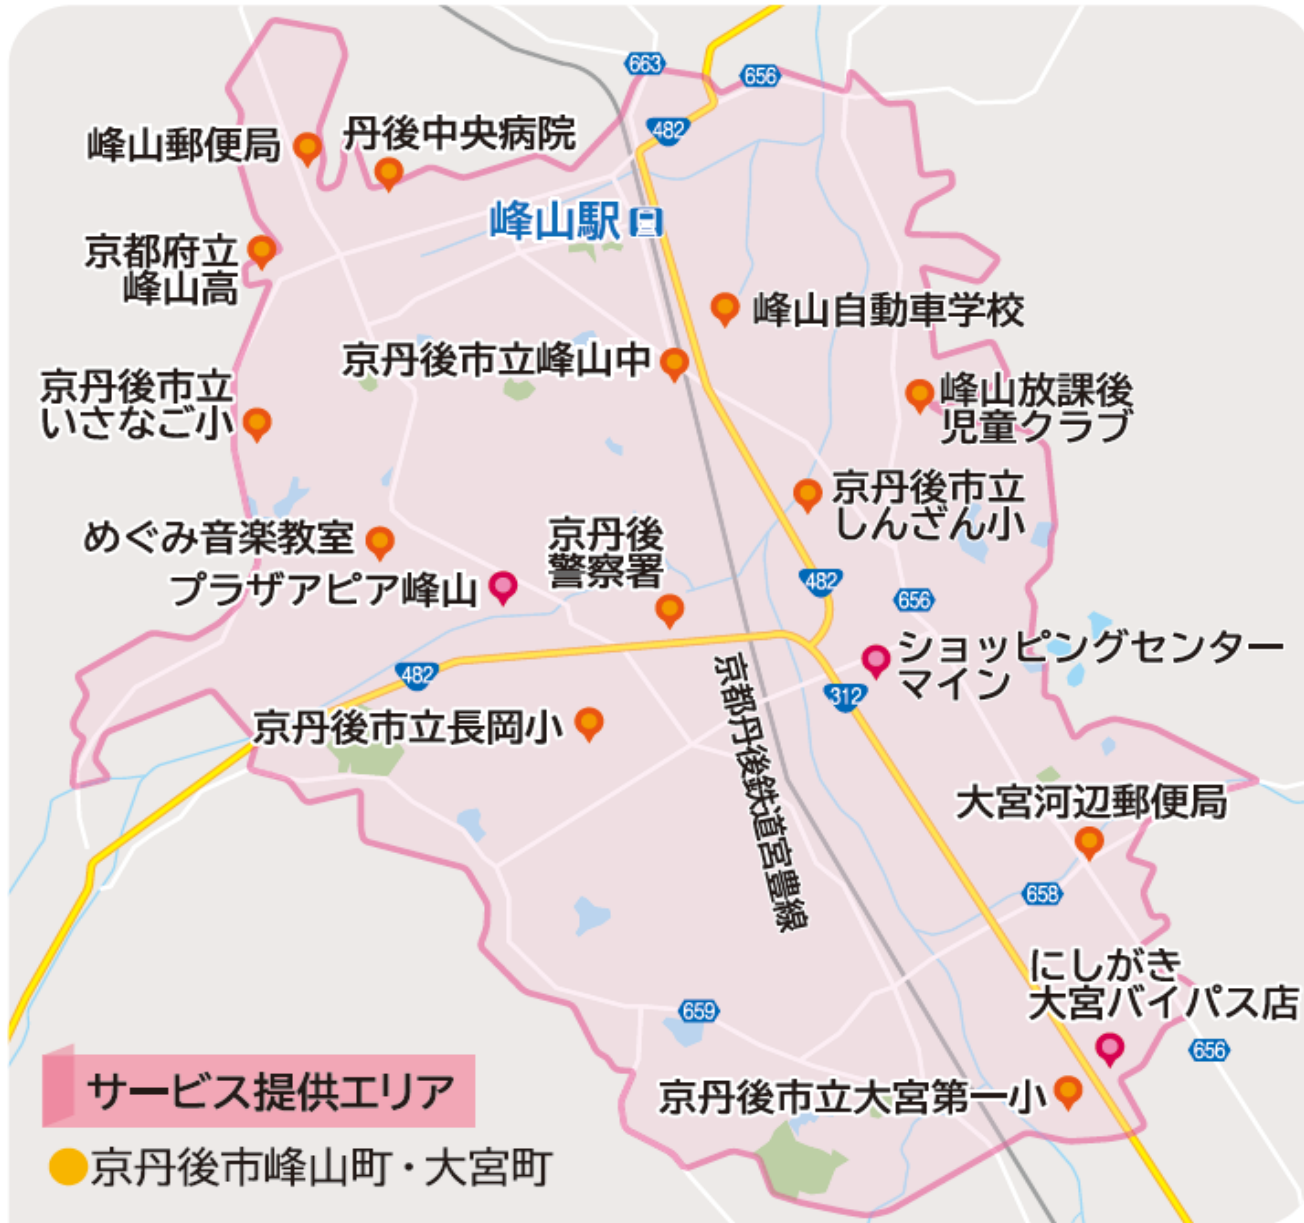 663
656
482
峰山郵便局
丹後中央病院
峰山駅
京都府立
峰山高
峰山自動車学校
京丹後市立峰山中
京丹後市立
いさなご小
峰山放課後
児童クラブ
京丹後市立
しんざん小
めぐみ音楽教室
京丹後
警察署
プラザアピア峰山
482
656
ショッピングセンター
マイン
482
312
京都丹後鉄道宮豊線
京丹後市立長岡小
大宮河辺郵便局
658
にしがき
大宮バイパス店
659
656
サービス提供エリア
京丹後市立大宮第一小
京丹後市峰山町・大宮町